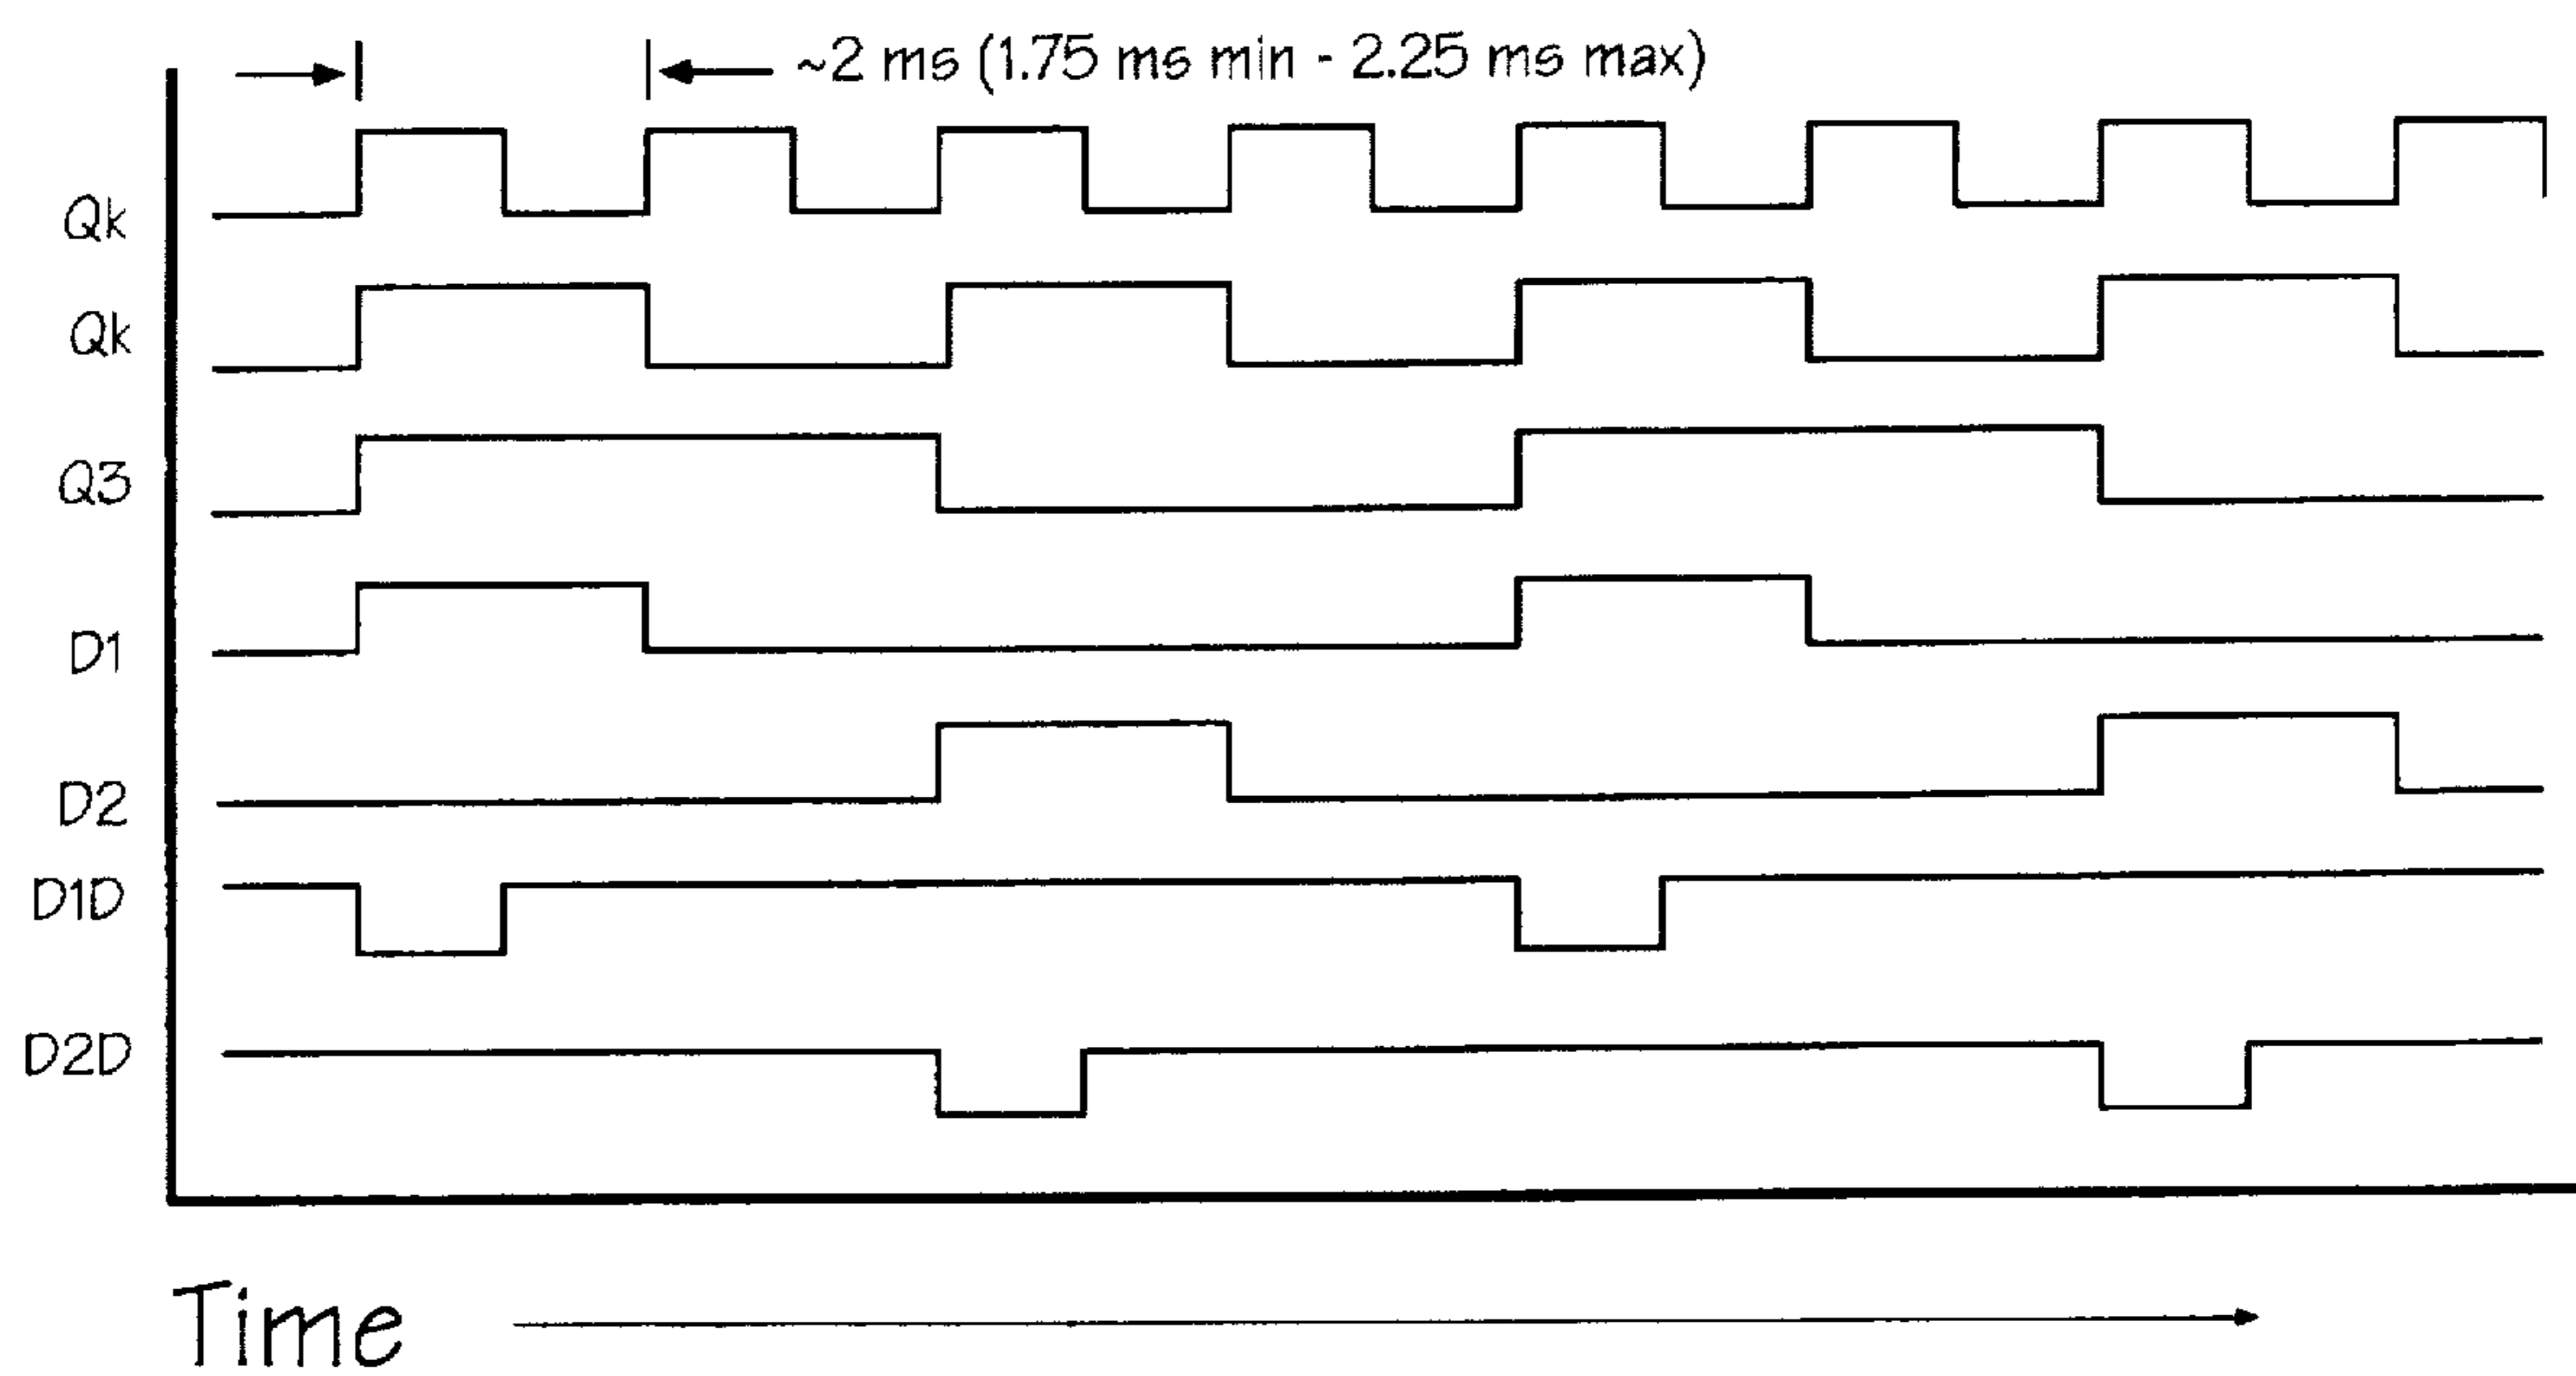 ~2 ms (1.75 ms min - 2.25 ms max)
Qk
Qk
Q3
D1
D2
D1D
D2D
Time